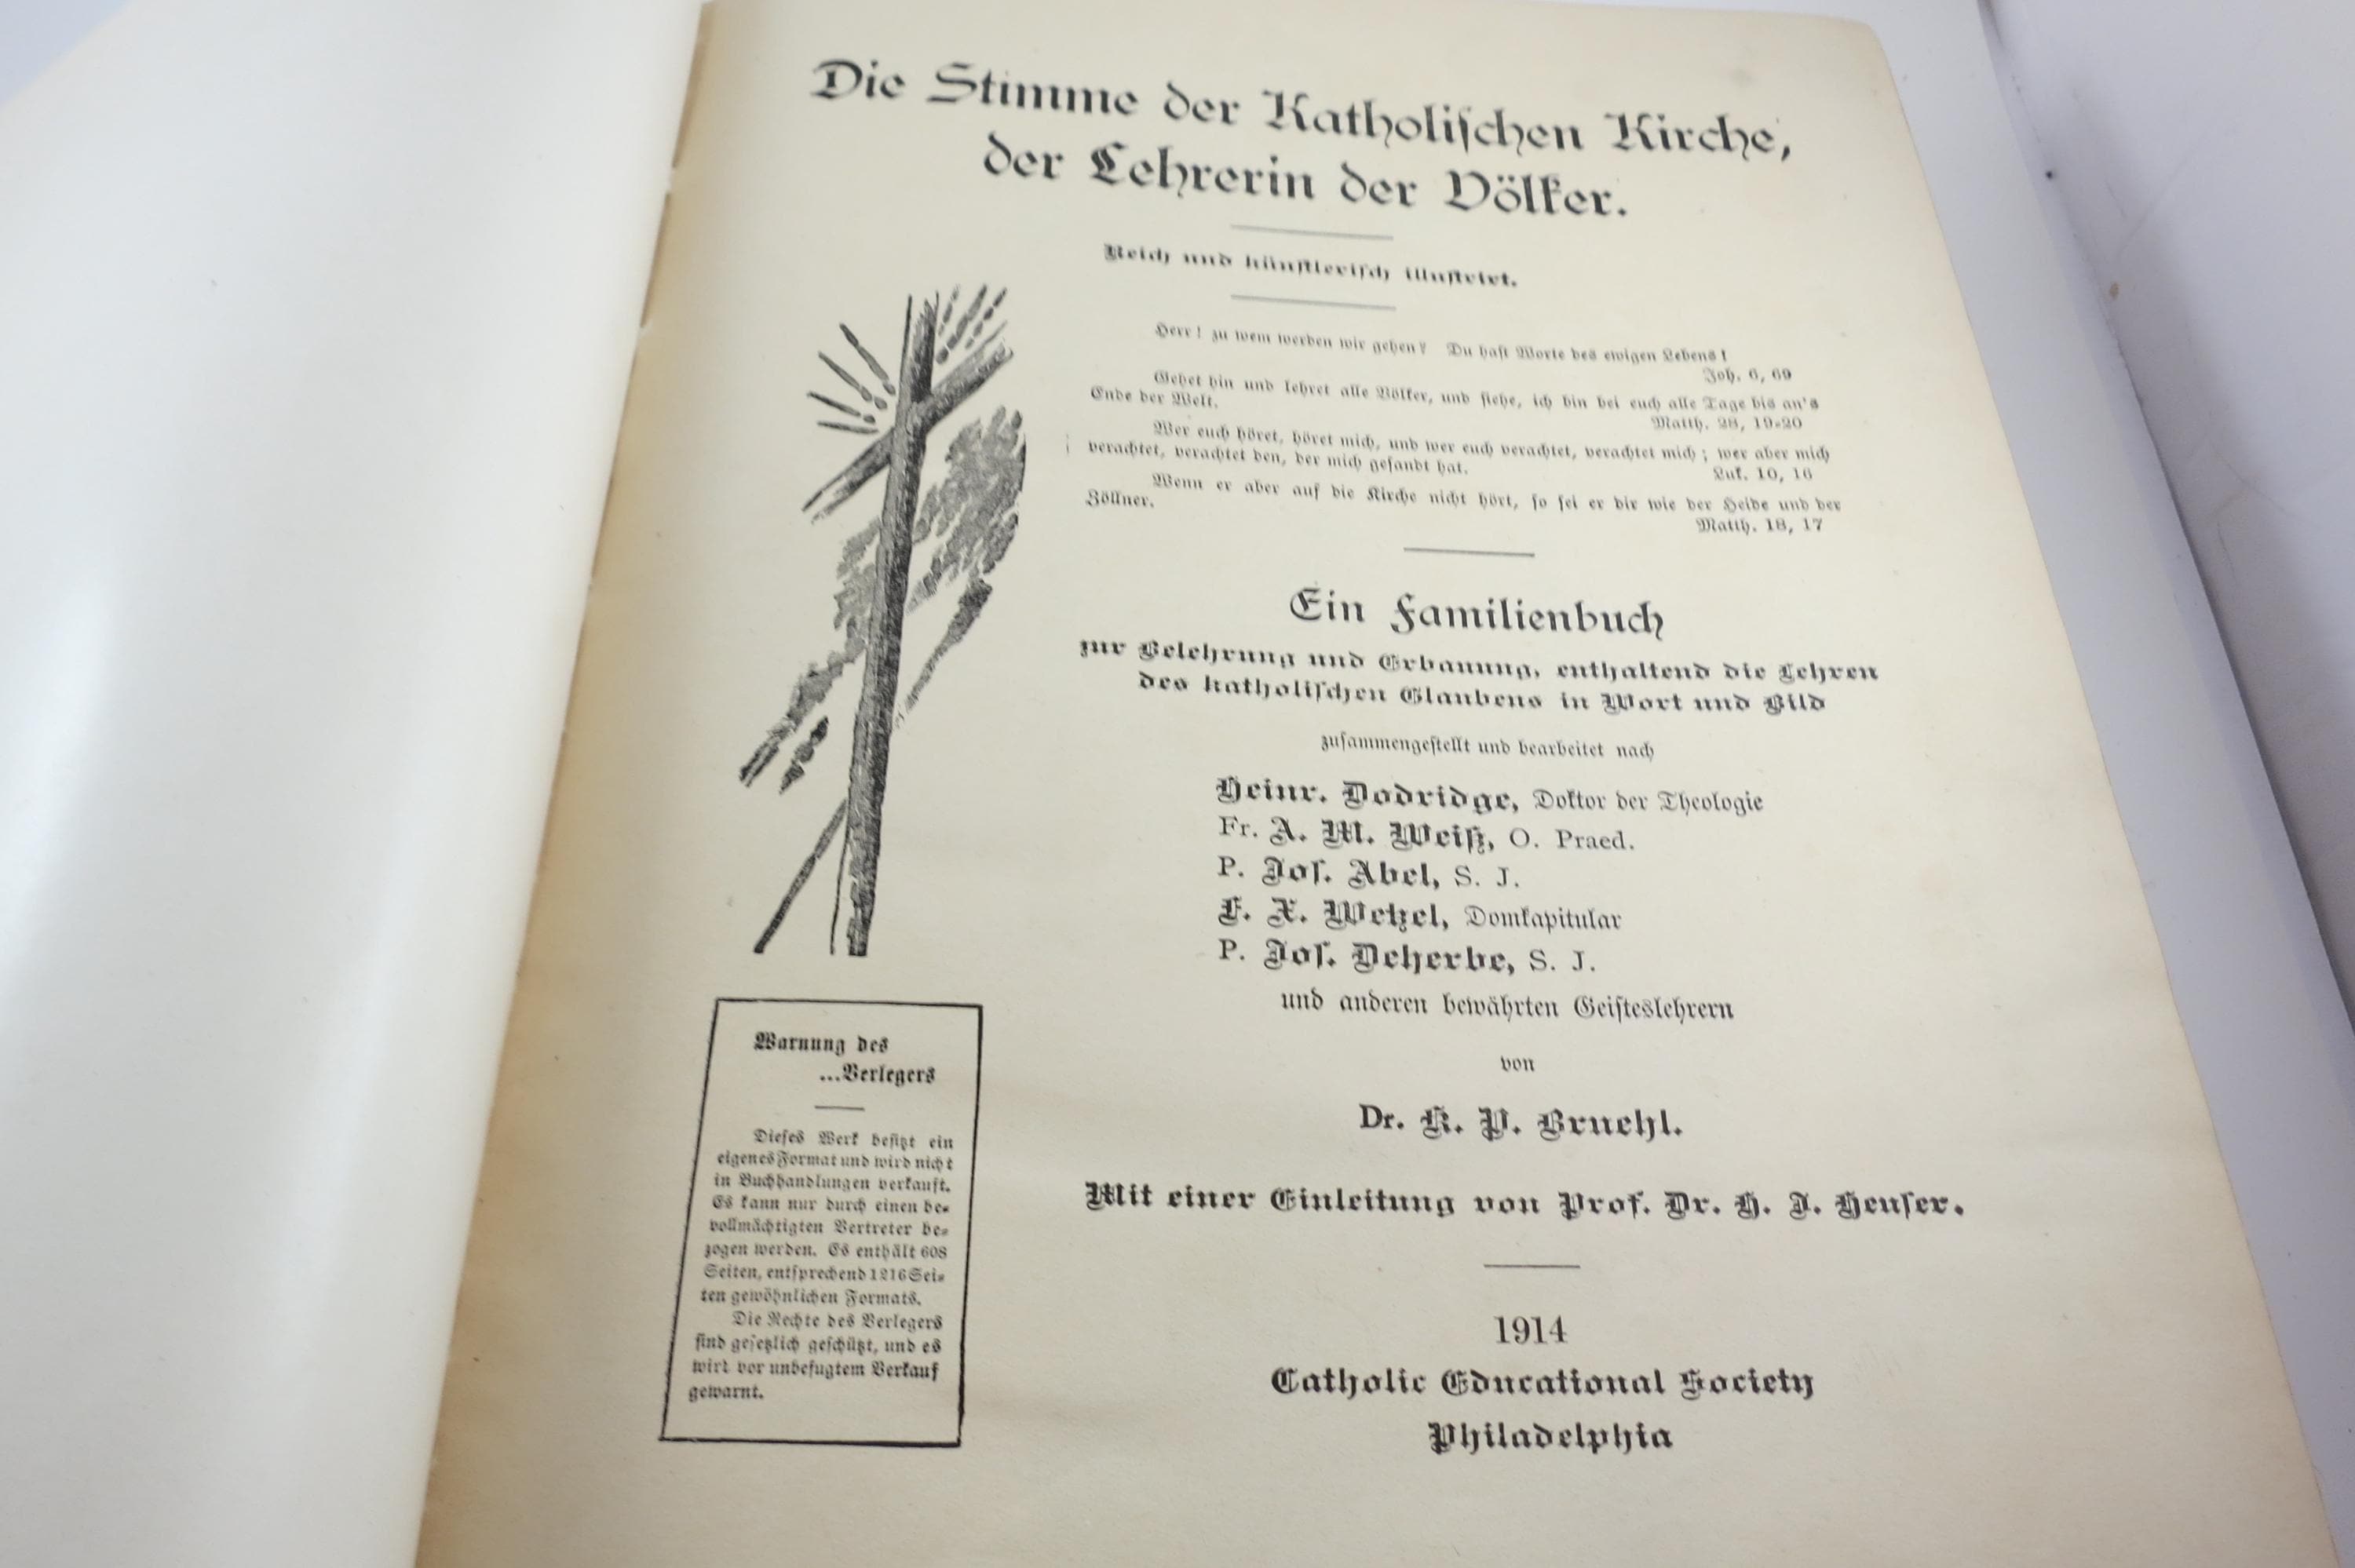 Die Stimme der Katholischen Kirche,
der Lehrerin der Völker.
Reich und künstlerisch illustrirt.
Herr! zu wem werden wir gehen? Du hast Worte des ewigen Lebens!
Joh. 6, 69
Gehet hin und lehret alle Völker, und siehe, ich bin bei euch alle Tage bis an's
Ende der Welt.
Matth. 28, 19-20
Wer euch höret, höret mich, und wer euch verachtet, verachtet mich; wer aber mich
verachtet, verachtet den, der mich gesandt hat.
Luk. 10, 16
Wenn er aber auf die Kirche nicht hört, so sei er dir wie der Heide und der
Zöllner.
Matth. 18, 17
Ein Familienbuch
zur Belehrung und Erbauung, enthaltend die Lehren
des katholischen Glaubens in Wort und Bild
zusammengestellt und bearbeitet nach
Heinr. Dodridge, Doktor der Theologie
Fr. A. M. Weiß, O. Praed.
P. Jos. Abel, S. J.
F. X. Wetzel, Domkapitular
P. Jos. Deherbe, S. J.
und anderen bewährten Geisteslehrern
von
Dr. K. P. Bruehl.
Mit einer Einleitung von Prof. Dr. H. J. Heuser.
1914
Catholic Educational Society
Philadelphia
Warnung des
...Verlegers
Dieses Werk besitzt ein
eigenes Format und wird nicht
in Buchhandlungen verkauft.
Es kann nur durch einen be-
vollmächtigten Vertreter be-
zogen werden. Es enthält 608
Seiten, entsprechend 1216 Sei-
ten gewöhnlichen Formats.
Die Rechte des Verlegers
sind gesetzlich geschützt, und es
wird vor unbefugtem Verkauf
gewarnt.